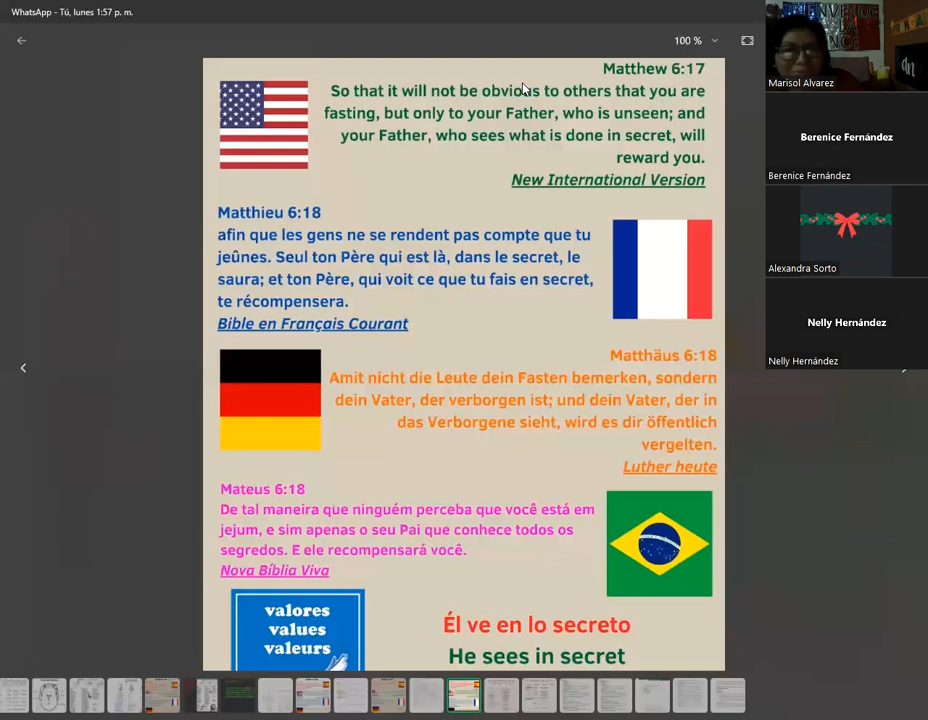 WhatsApp - Tú, lunes 1:57 p. m.
100 %
Matthew 6:17
So that it will not be obvious to others that you are
fasting, but only to your Father, who is unseen; and
your Father, who sees what is done in secret, will
reward you.
New International Version
Matthieu 6:18
afin que les gens ne se rendent pas compte que tu
jeûnes. Seul ton Père qui est là, dans le secret, le
saura; et ton Père, qui voit ce que tu fais en secret,
te récompensera.
Bible en Français Courant
Matthäus 6:18
Amit nicht die Leute dein Fasten bemerken, sondern
dein Vater, der verborgen ist; und dein Vater, der in
das Verborgene sieht, wird es dir öffentlich
vergelten.
Luther heute
Mateus 6:18
De tal maneira que ninguém perceba que você está em
jejum, e sim apenas o seu Pai que conhece todos os
segredos. E ele recompensará você.
Nova Bíblia Viva
valores
values
valeurs
Él ve en lo secreto
He sees in secret
Marisol Alvarez
Berenice Fernández
Berenice Fernández
Alexandra Sorto
Nelly Hernández
Nelly Hernández